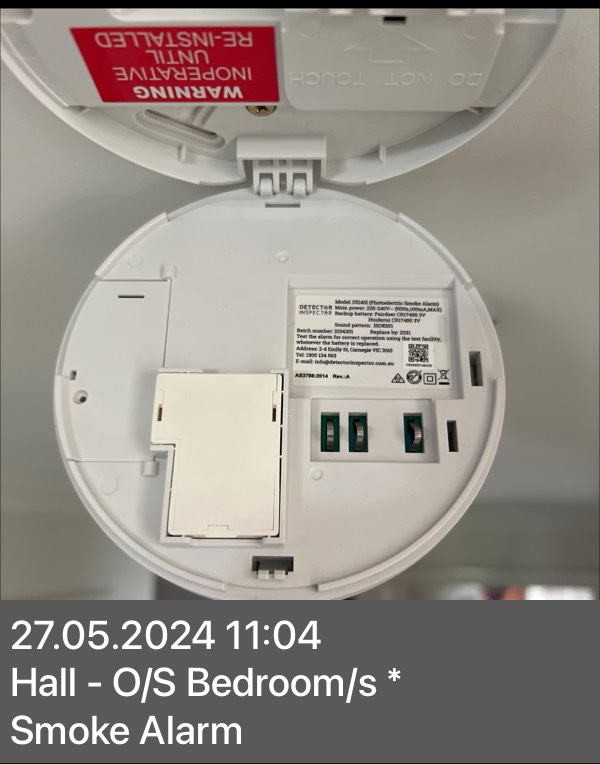 WARNING
INOPERATIVE
UNTIL
RE-INSTALLED
DO NOT TOUCH
DETECTOR
INSPECTOR
Model: DI240i (Photoelectric Smoke Alarm)
Main power: 220-240V~ (50Hz,100mA,MAX)
Backup battery: Pairdeer CR17450 3V
Huiderui CR17450 3V
Sound pattern: ISO8201
Batch number: 2104301 Replace by: 2031
Test the alarm for correct operation using the test facility,
whenever the battery is replaced.
Address: 2-4 Emily St, Carnegie VIC 3163
Tel: 1300 134 563
E-mail: info@detectorinspector.com.au
AS3786:2014 Rev.:A
27.05.2024 11:04
Hall - O/S Bedroom/s *
Smoke Alarm